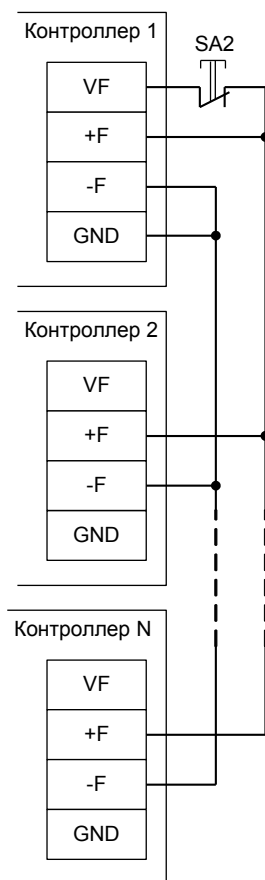 Контроллер 1
SA2
VF
+F
-F
GND
Контроллер 2
VF
+F
-F
GND
Контроллер N
VF
+F
-F
GND